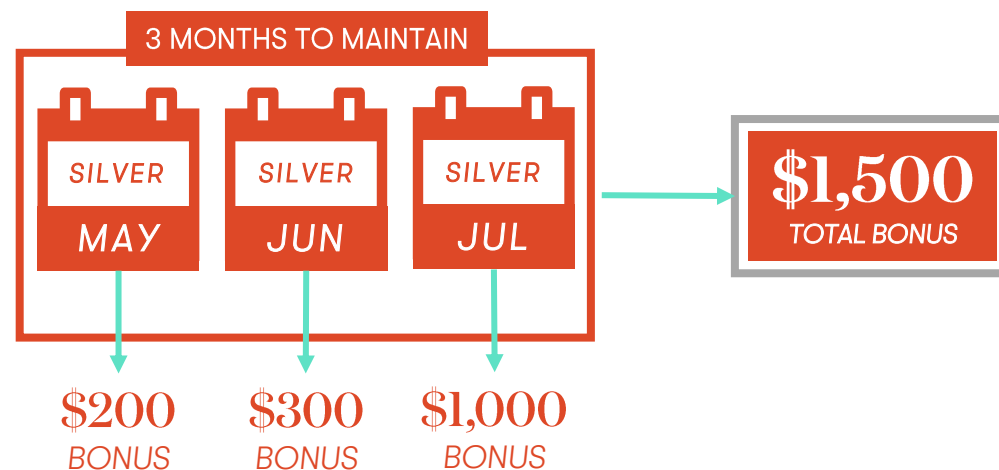 3 MONTHS TO MAINTAIN
SILVER
MAY
SILVER
JUN
SILVER
JUL
$1,500
TOTAL BONUS
$200
BONUS
$300
BONUS
$1,000
BONUS